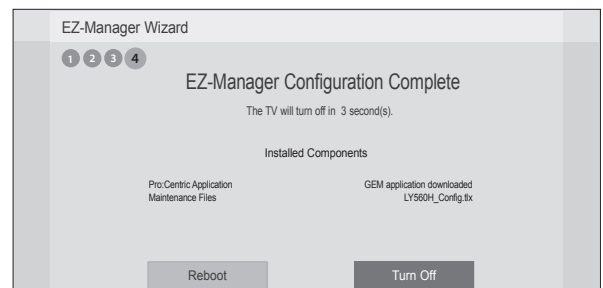 EZ-Manager Wizard
1 2 3 4
EZ-Manager Configuration Complete
The TV will turn off in 3 second(s).
Installed Components
Pro:Centric Application GEM application downloaded
Maintenance Files LY560H_Config.tlx
Reboot Turn Off